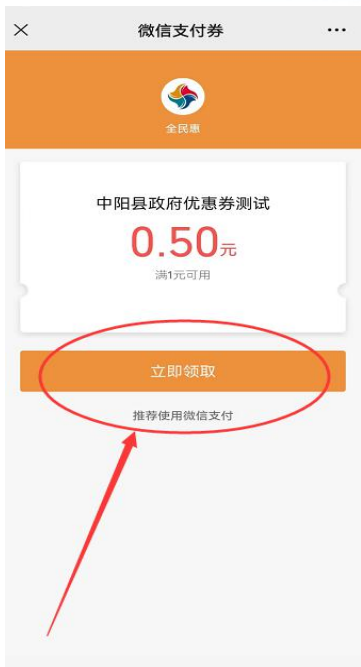 微信支付券
全民惠
中阳县政府优惠券测试
0.50元
满1元可用
立即领取
推荐使用微信支付